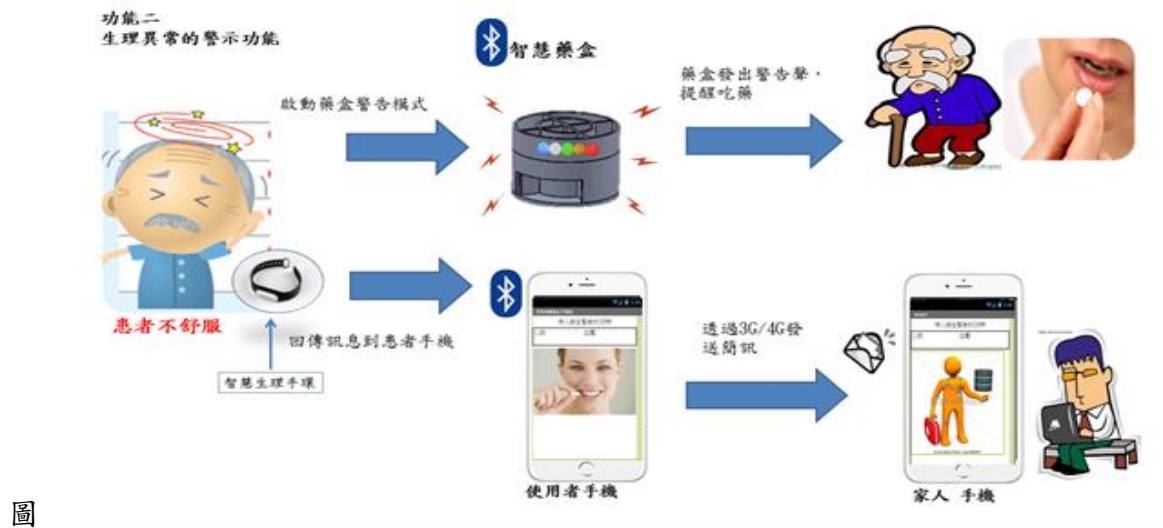 功能二
生理異常的警示功能
智慧藥盒
啟動藥盒警告模式
藥盒發出警告聲，
提醒吃藥
患者不舒服
回傳訊息到患者手機
智慧生理手環
透過3G/4G發
送簡訊
使用者手機
家人 手機
圖